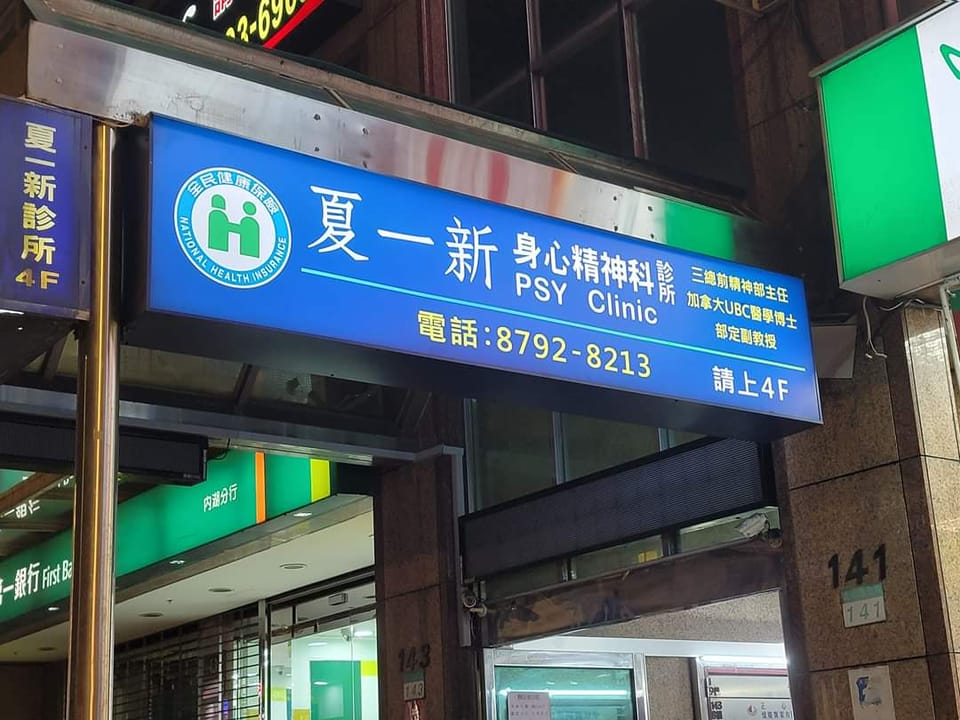 03-696
夏一新診所
4F
全民健康保險
NATIONAL HEALTH INSURANCE
夏一新 身心精神科診所
PSY Clinic
三總前精神部主任
加拿大UBC醫學博士
部定副教授
電話:8792-8213
請上4F
內湖分行
第一銀行 First Ba
141
141
143
143